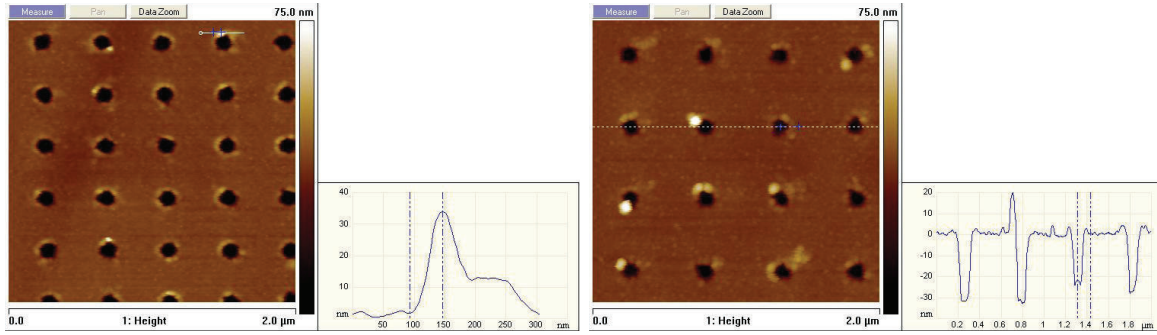 Measure Pan Data Zoom 75.0 nm
0.0 1: Height 2.0 µm
40
30
20
10
nm
50 100 150 200 250 300 nm
Measure Pan Data Zoom 75.0 nm
0.0 1: Height 2.0 µm
20
10
0
-10
-20
-30
nm
0.2 0.4 0.6 0.8 1.0 1.2 1.4 1.6 1.8 µm